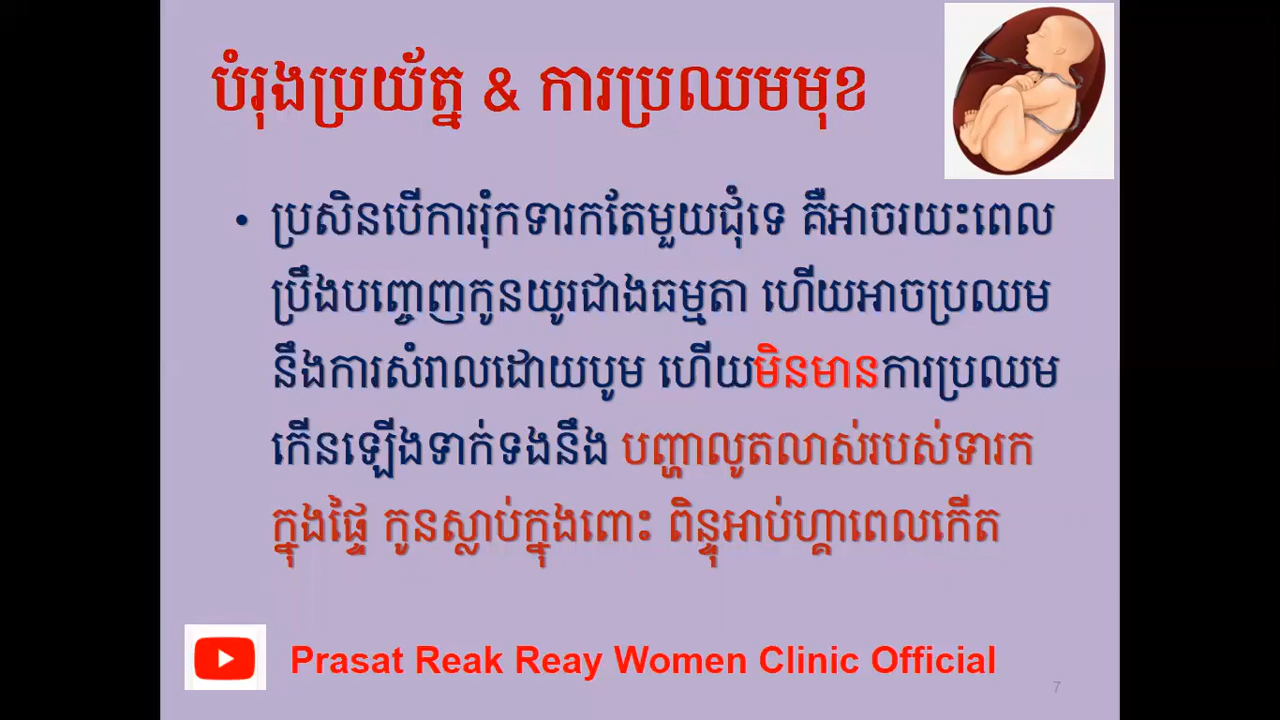 បំរុងប្រយ័ត្ន & ការប្រឈមមុខ
• ប្រសិនបើការរុំកទារកតែមួយជុំទេ គឺអាចរយះពេល
ប្រឹងបញ្ចេញកូនយូរជាងធម្មតា ហើយអាចប្រឈម
នឹងការសំរាលដោយបូម ហើយមិនមានការប្រឈម
កើនឡើងទាក់ទងនឹង បញ្ហាលូតលាស់របស់ទារក
ក្នុងផ្ទៃ កូនស្លាប់ក្នុងពោះ ពិន្ទុអាប់ហ្គាពេលកើត
Prasat Reak Reay Women Clinic Official
7